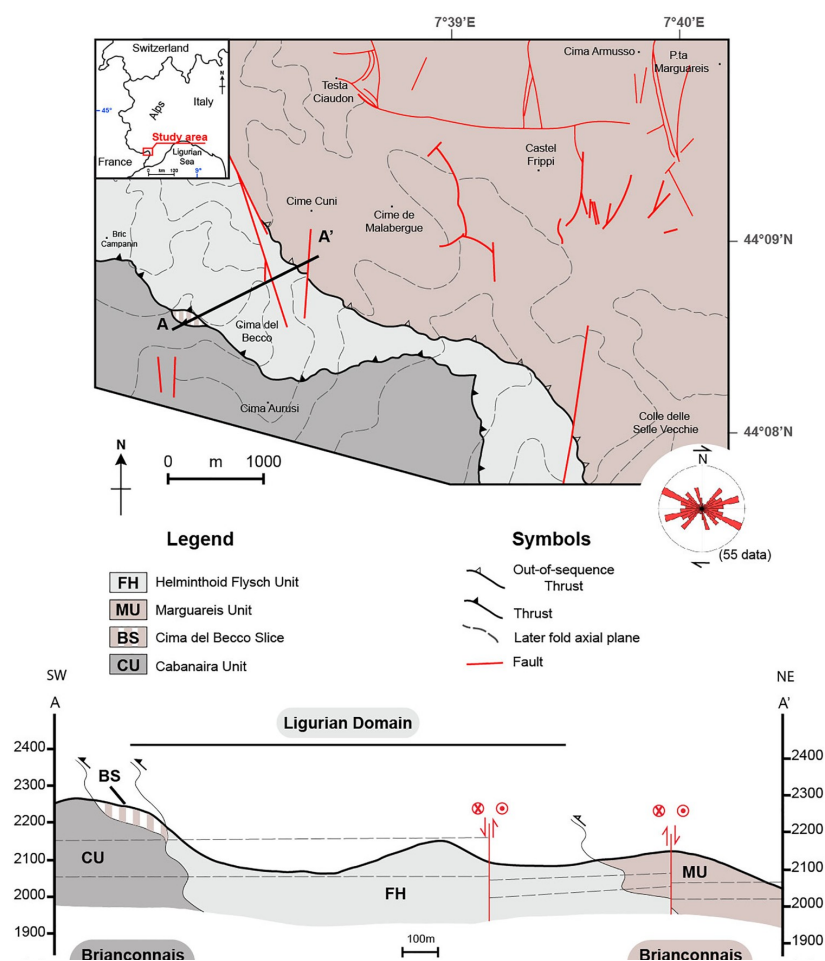 7°39'E
7°40'E
Switzerland
N
45°
Alps
Italy
Study area
Ligurian
Sea
France
0 km 100
9°
Cima Armusso
P.ta
Marguareis
Testa
Ciaudon
Castel
Frippi
Cime Cuni
Cime de
Malabergue
A'
Bric
Campanin
44°09'N
A
Cima del
Becco
Cima Aurusi
Colle delle
Selle Vecchie
44°08'N
N
0 m 1000
N
(55 data)
Legend
FH Helminthoid Flysch Unit
MU Marguareis Unit
BS Cima del Becco Slice
CU Cabanaira Unit
Symbols
Out-of-sequence
Thrust
Thrust
Later fold axial plane
Fault
SW
NE
A
A'
Ligurian Domain
2400
2300
2200
2100
2000
1900
2400
2300
2200
2100
2000
1900
BS
CU
FH
MU
100m
Brianconnais
Brianconnais